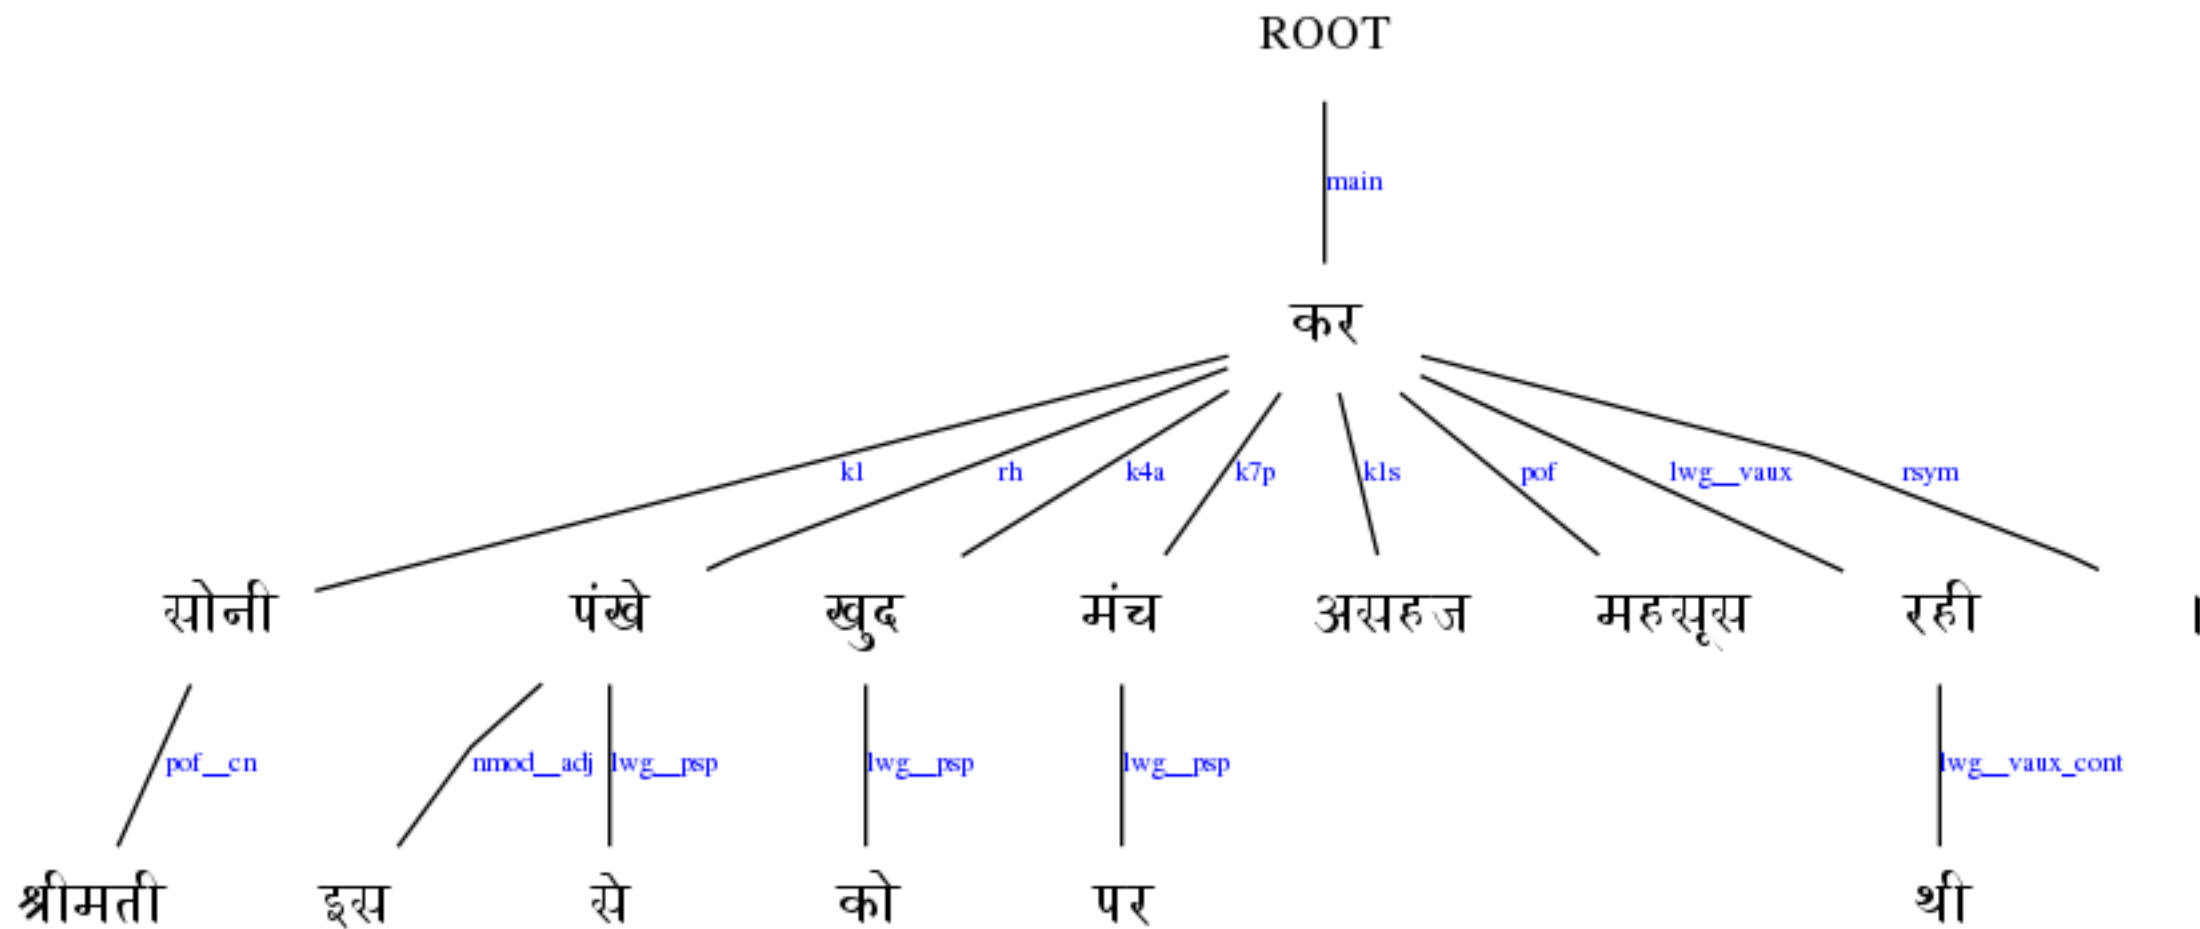 ROOT
main
कर
k1 rh k4a k7p k1s pof lwg__vaux rsym
सोनी पंखे खुद मंच असहज महसूस रही ।
pof__cn nmod__adj lwg__psp lwg__psp lwg__psp lwg__vaux_cont
श्रीमती इस से को पर थी